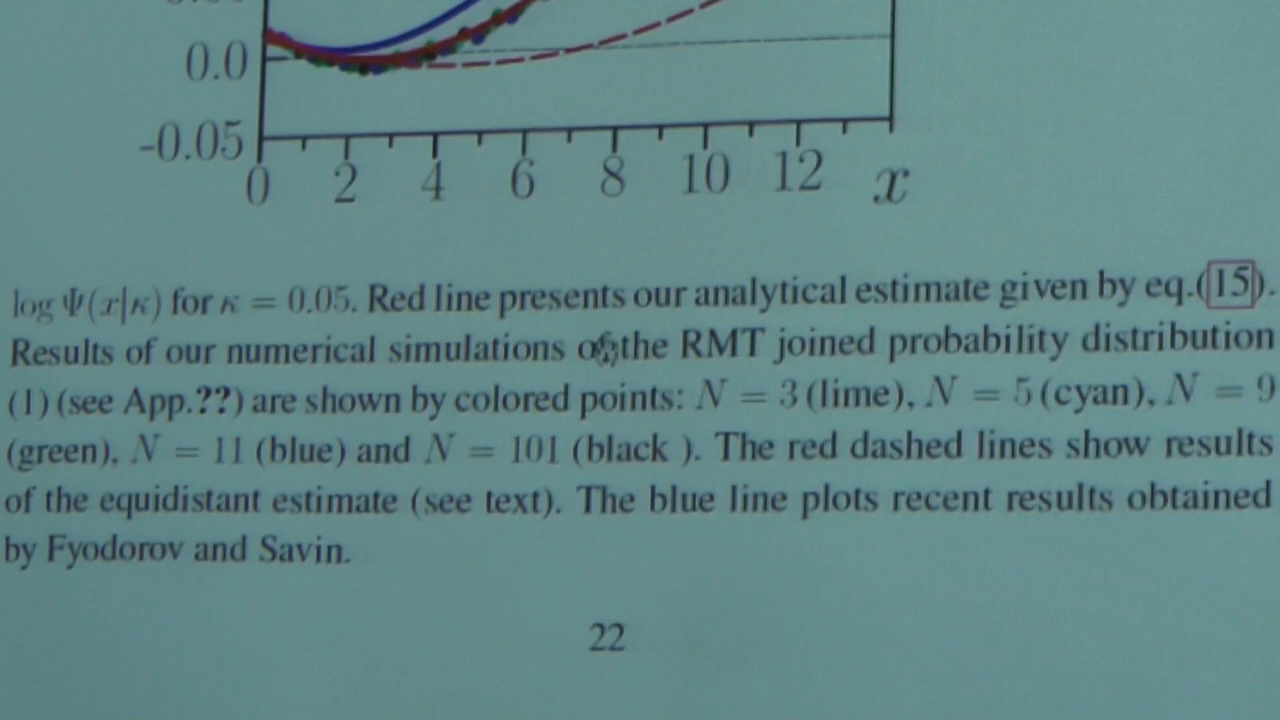 0.0
-0.05
0 2 4 6 8 10 12 x
log Ψ(x|κ) for κ = 0.05. Red line presents our analytical estimate given by eq.(15).
Results of our numerical simulations of the RMT joined probability distribution
(1) (see App.??) are shown by colored points: N = 3 (lime), N = 5 (cyan), N = 9
(green), N = 11 (blue) and N = 101 (black ). The red dashed lines show results
of the equidistant estimate (see text). The blue line plots recent results obtained
by Fyodorov and Savin.
22